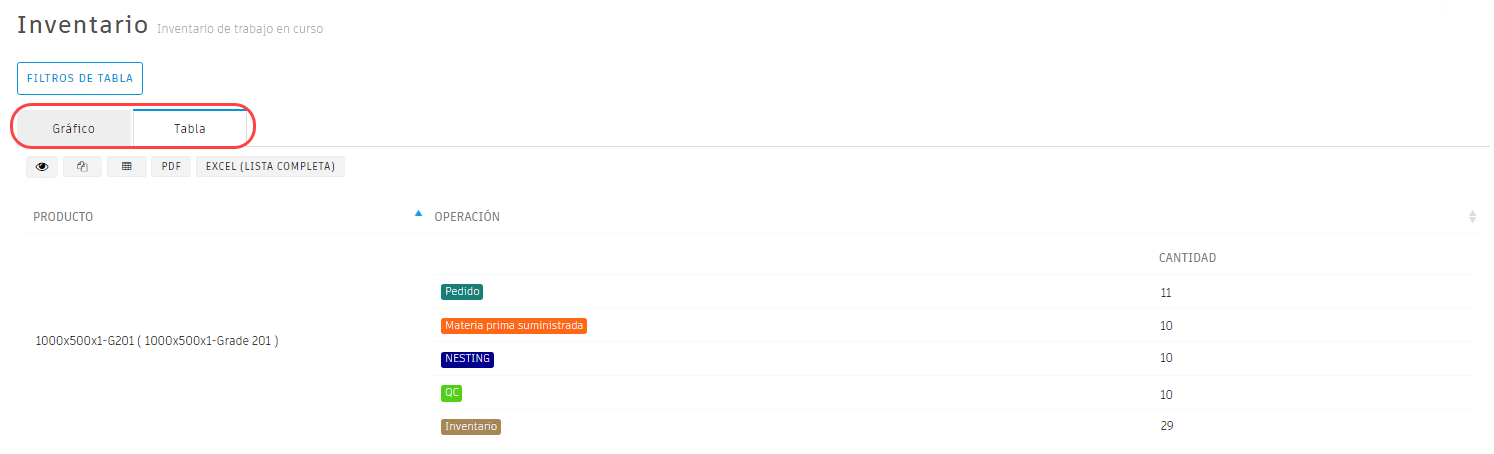 Inventario Inventario de trabajo en curso
FILTROS DE TABLA
Gráfico Tabla
PDF EXCEL (LISTA COMPLETA)
PRODUCTO OPERACIÓN
CANTIDAD
Pedido 11
Materia prima suministrada 10
1000x500x1-G201 ( 1000x500x1-Grade 201 )
NESTING 10
QC 10
Inventario 29